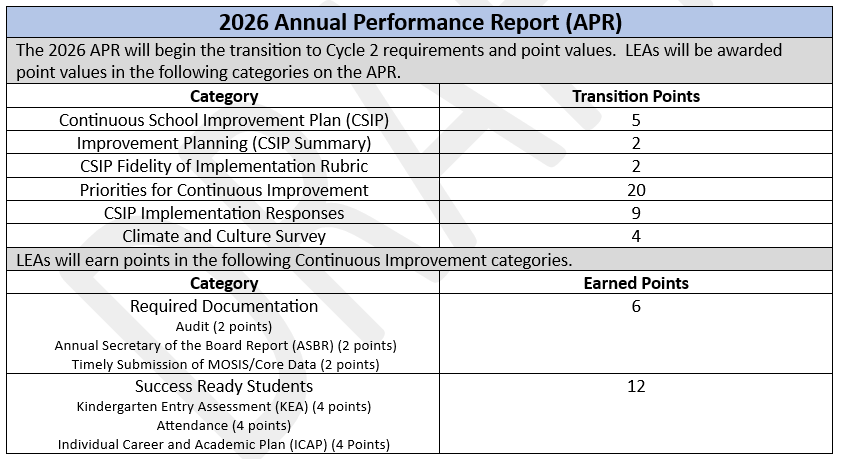 2026 Annual Performance Report (APR)
The 2026 APR will begin the transition to Cycle 2 requirements and point values.  LEAs will be awarded
point values in the following categories on the APR.
Category Transition Points
Continuous School Improvement Plan (CSIP) 5
Improvement Planning (CSIP Summary) 2
CSIP Fidelity of Implementation Rubric 2
Priorities for Continuous Improvement 20
CSIP Implementation Responses 9
Climate and Culture Survey 4
LEAs will earn points in the following Continuous Improvement categories.
Category Earned Points
Required Documentation 6
Audit (2 points)
Annual Secretary of the Board Report (ASBR) (2 points)
Timely Submission of MOSIS/Core Data (2 points)
Success Ready Students 12
Kindergarten Entry Assessment (KEA) (4 points)
Attendance (4 points)
Individual Career and Academic Plan (ICAP) (4 Points)
DRAFT